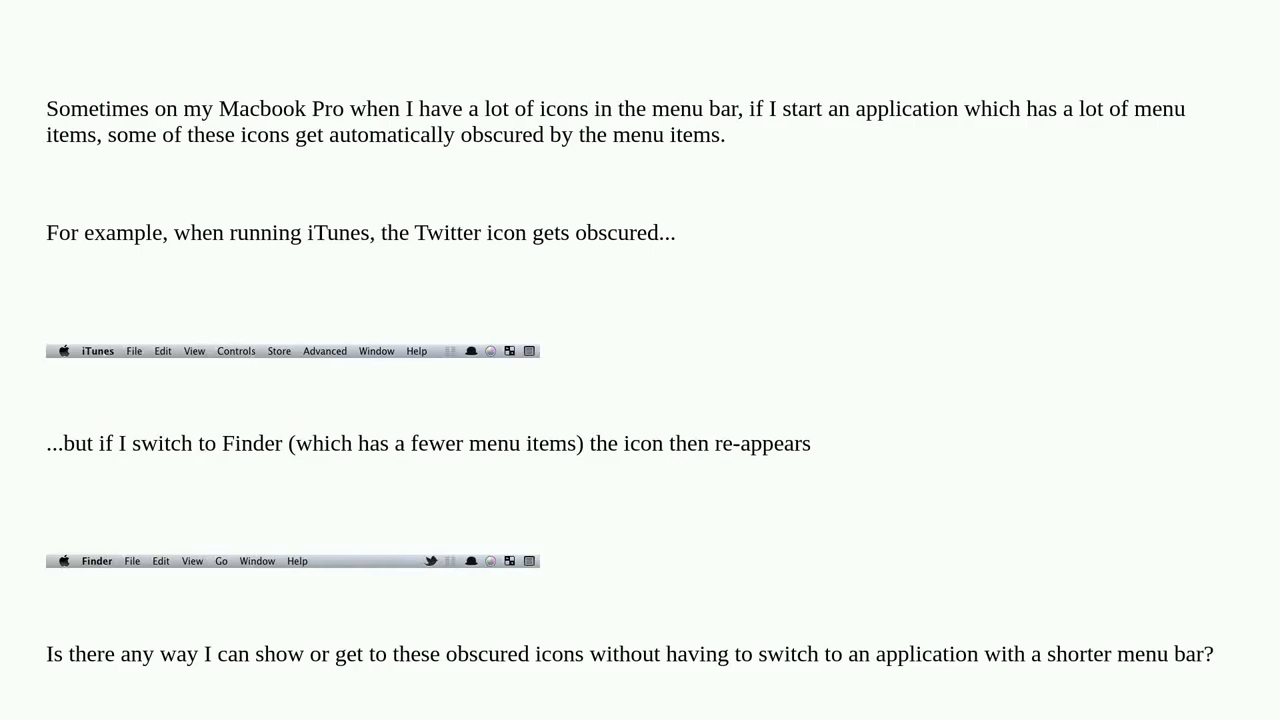 Sometimes on my Macbook Pro when I have a lot of icons in the menu bar, if I start an application which has a lot of menu
items, some of these icons get automatically obscured by the menu items.
For example, when running iTunes, the Twitter icon gets obscured...
iTunes File Edit View Controls Store Advanced Window Help
...but if I switch to Finder (which has a fewer menu items) the icon then re-appears
Finder File Edit View Go Window Help
Is there any way I can show or get to these obscured icons without having to switch to an application with a shorter menu bar?